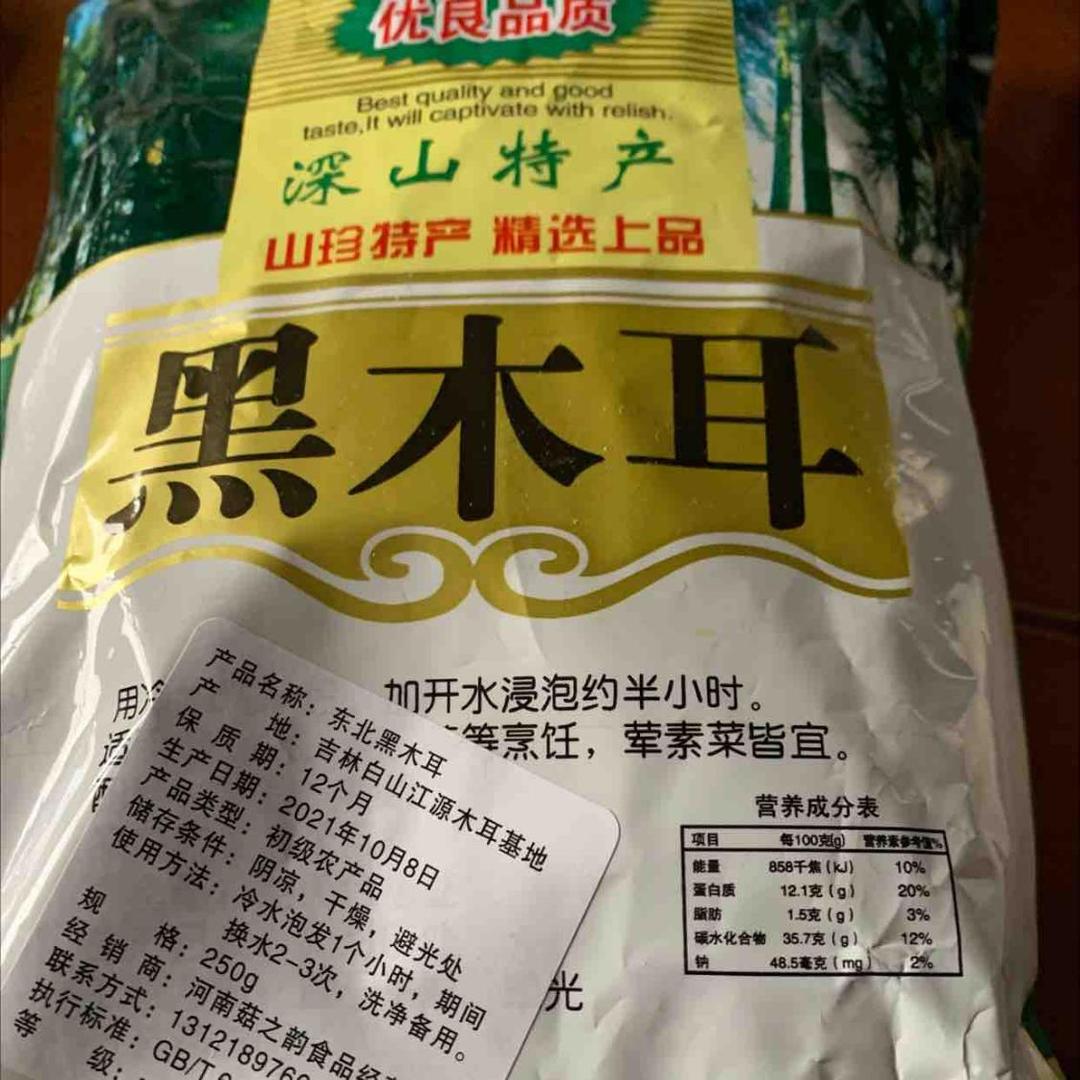 优良品质
Best quality and good
taste,It will captivate with relish.
深山特产
山珍特产 精选上品
黑木耳
用冷
加开水浸泡约半小时。
等烹饪，荤素菜皆宜。
产品名称：东北黑木耳
产 地：吉林白山江源木耳基地
保 质 期：12个月
生产日期：2021年10月8日
产品类型：初级农产品
储存条件：阴凉，干燥，避光处
使用方法：冷水泡发1个小时，期间
换水2-3次，洗净备用。
规 格：250g
经 销 商：河南菇之韵食品经
联系方式：1312189769
执行标准：GB/T
等 级：
光
营养成分表
项目 每100克(g) 营养素参考值%
能量 858千焦(kJ) 10%
蛋白质 12.1克(g) 20%
脂肪 1.5克(g) 3%
碳水化合物 35.7克(g) 12%
钠 48.5毫克(mg) 2%